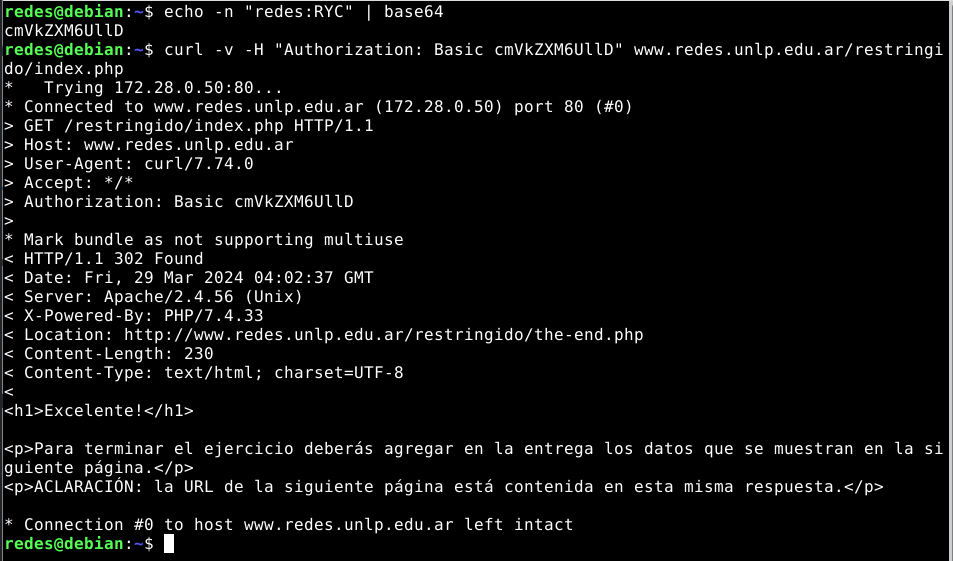 redes@debian:~$ echo -n "redes:RYC" | base64
cmVkZXM6UllD
redes@debian:~$ curl -v -H "Authorization: Basic cmVkZXM6UllD" www.redes.unlp.edu.ar/restringi
do/index.php
*   Trying 172.28.0.50:80...
* Connected to www.redes.unlp.edu.ar (172.28.0.50) port 80 (#0)
> GET /restringido/index.php HTTP/1.1
> Host: www.redes.unlp.edu.ar
> User-Agent: curl/7.74.0
> Accept: */*
> Authorization: Basic cmVkZXM6UllD
>
* Mark bundle as not supporting multiuse
< HTTP/1.1 302 Found
< Date: Fri, 29 Mar 2024 04:02:37 GMT
< Server: Apache/2.4.56 (Unix)
< X-Powered-By: PHP/7.4.33
< Location: http://www.redes.unlp.edu.ar/restringido/the-end.php
< Content-Length: 230
< Content-Type: text/html; charset=UTF-8
<
<h1>Excelente!</h1>

<p>Para terminar el ejercicio deberás agregar en la entrega los datos que se muestran en la si
guiente página.</p>
<p>ACLARACIÓN: la URL de la siguiente página está contenida en esta misma respuesta.</p>

* Connection #0 to host www.redes.unlp.edu.ar left intact
redes@debian:~$